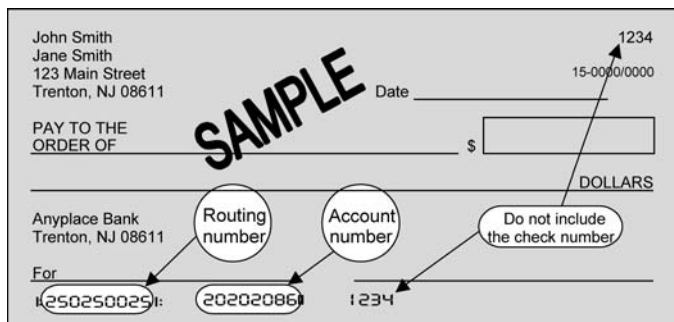 John Smith
Jane Smith
123 Main Street
Trenton, NJ 08611
1234
15-0000/0000
SAMPLE
Date
PAY TO THE
ORDER OF
$
DOLLARS
Anyplace Bank
Trenton, NJ 08611
Routing
number
Account
number
Do not include
the check number
For
250250025 20202086 1234